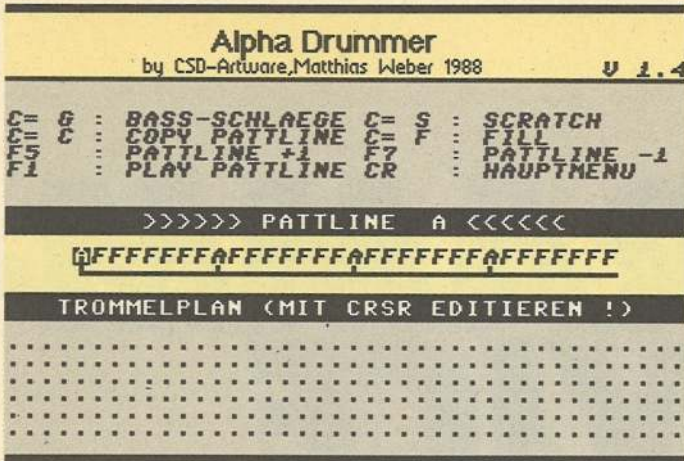 Alpha Drummer
by CSD-Artware,Matthias Weber 1988 V 1.4
C= G : BASS-SCHLAEGE C= S : SCRATCH
C= C : COPY PATTLINE C= F : FILL
F5 : PATTLINE +1 F7 : PATTLINE -1
F1 : PLAY PATTLINE CR : HAUPTMENU
>>>>>> PATTLINE A <<<<<<
AFFFFFFFAFFFFFFFAFFFFFFFAFFFFFFF
TROMMELPLAN (MIT CRSR EDITIEREN !)